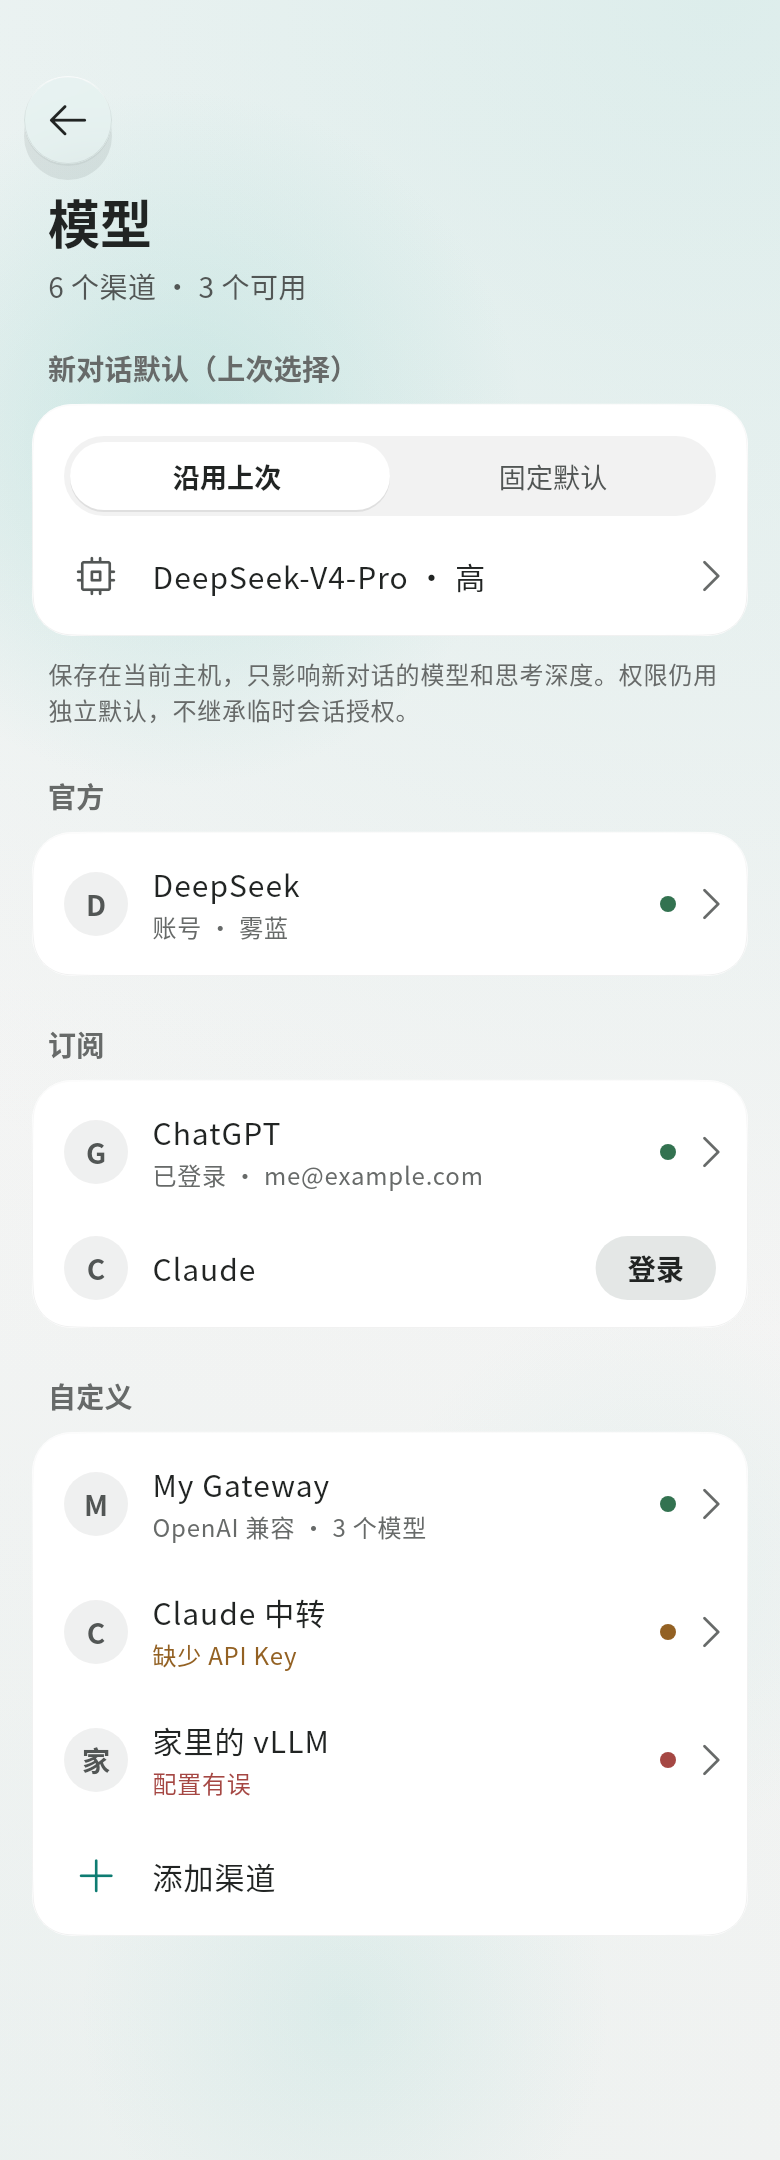 模型
6 个渠道 · 3 个可用
新对话默认（上次选择）
沿用上次
固定默认
DeepSeek-V4-Pro · 高
保存在当前主机，只影响新对话的模型和思考深度。权限仍用
独立默认，不继承临时会话授权。
官方
D
DeepSeek
账号 · 雾蓝
订阅
G
ChatGPT
已登录 · me@example.com
C
Claude
登录
自定义
M
My Gateway
OpenAI 兼容 · 3 个模型
C
Claude 中转
缺少 API Key
家
家里的 vLLM
配置有误
添加渠道